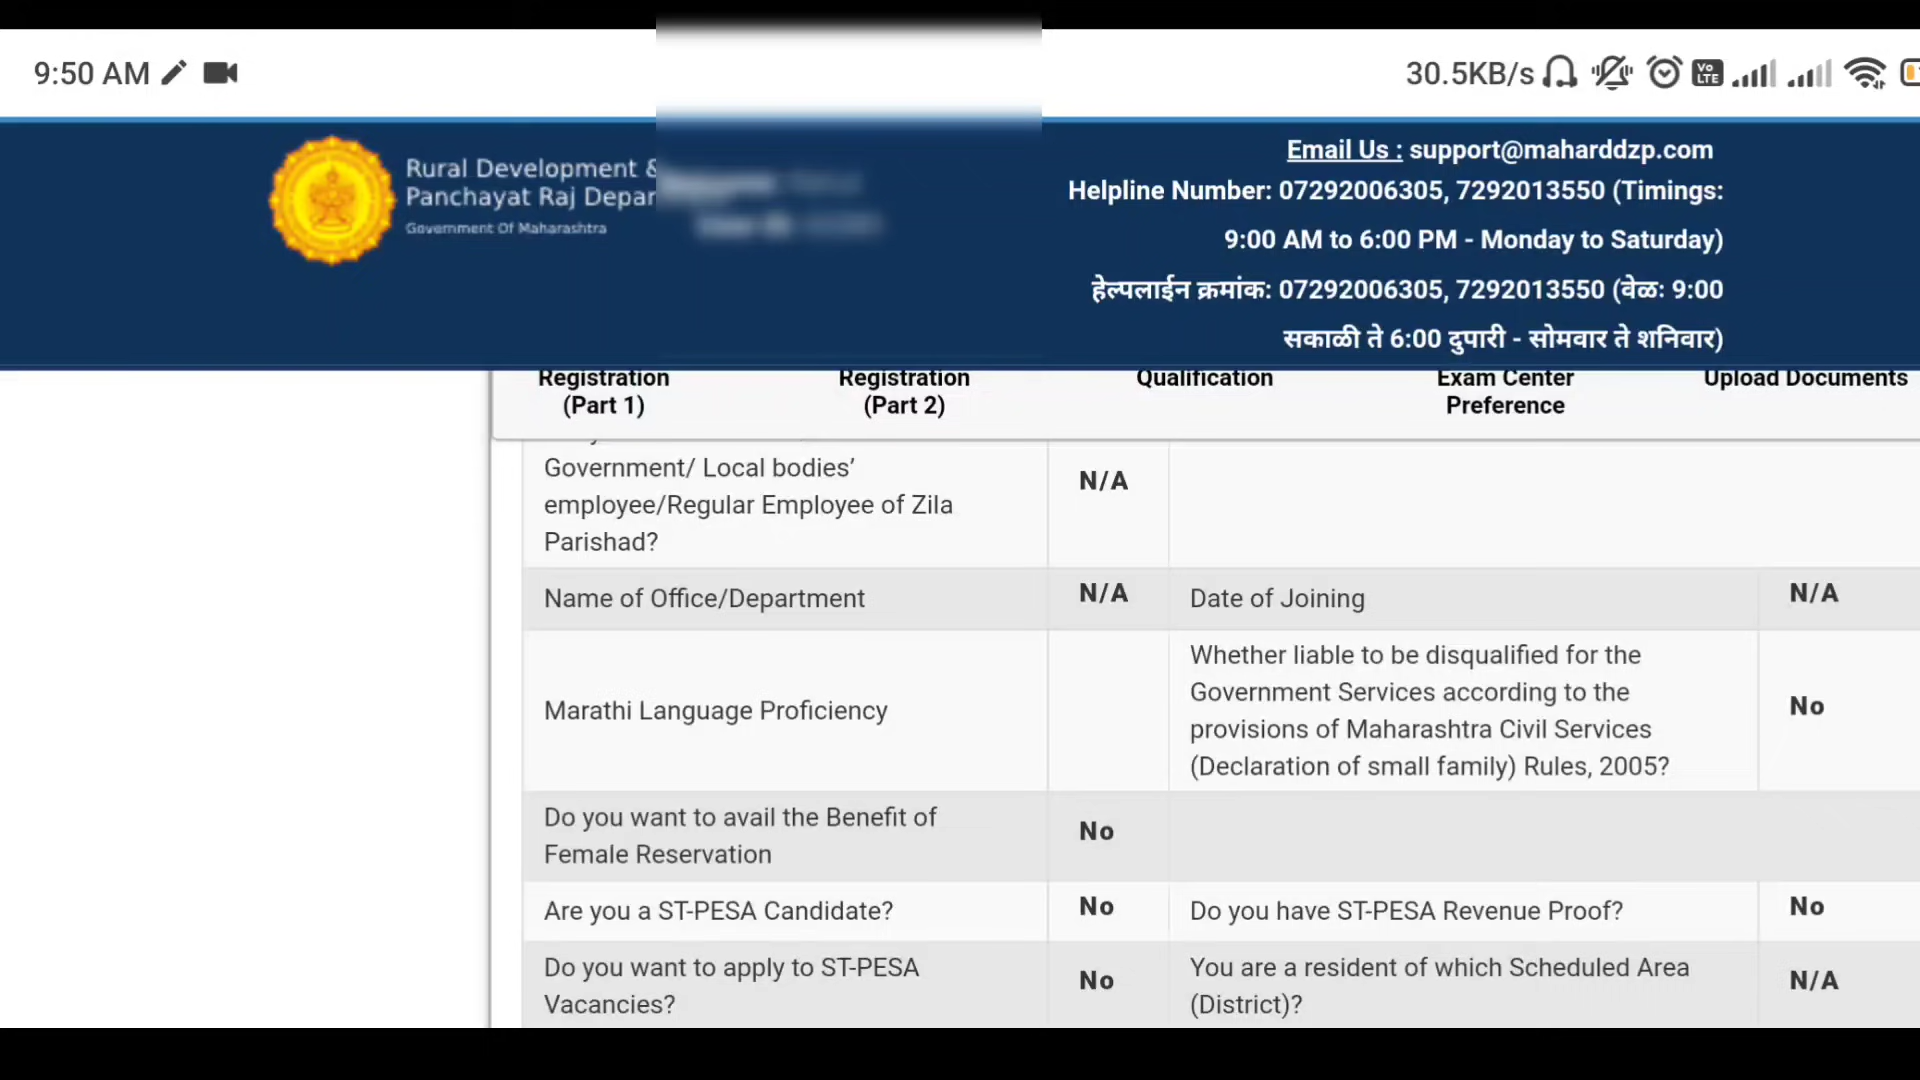 9:50 AM
30.5KB/s
Vo LTE
Rural Development &
Panchayat Raj Depar
Government Of Maharashtra
Email Us : support@maharddzp.com
Helpline Number: 07292006305, 7292013550 (Timings:
9:00 AM to 6:00 PM - Monday to Saturday)
हेल्पलाईन क्रमांक: 07292006305, 7292013550 (वेळः 9:00
सकाळी ते 6:00 दुपारी - सोमवार ते शनिवार)
Registration (Part 1)
Registration (Part 2)
Qualification
Exam Center Preference
Upload Documents
Government/ Local bodies’
employee/Regular Employee of Zila
Parishad?
N/A
Name of Office/Department
N/A
Date of Joining
N/A
Marathi Language Proficiency
Whether liable to be disqualified for the
Government Services according to the
provisions of Maharashtra Civil Services
(Declaration of small family) Rules, 2005?
No
Do you want to avail the Benefit of
Female Reservation
No
Are you a ST-PESA Candidate?
No
Do you have ST-PESA Revenue Proof?
No
Do you want to apply to ST-PESA
Vacancies?
No
You are a resident of which Scheduled Area
(District)?
N/A